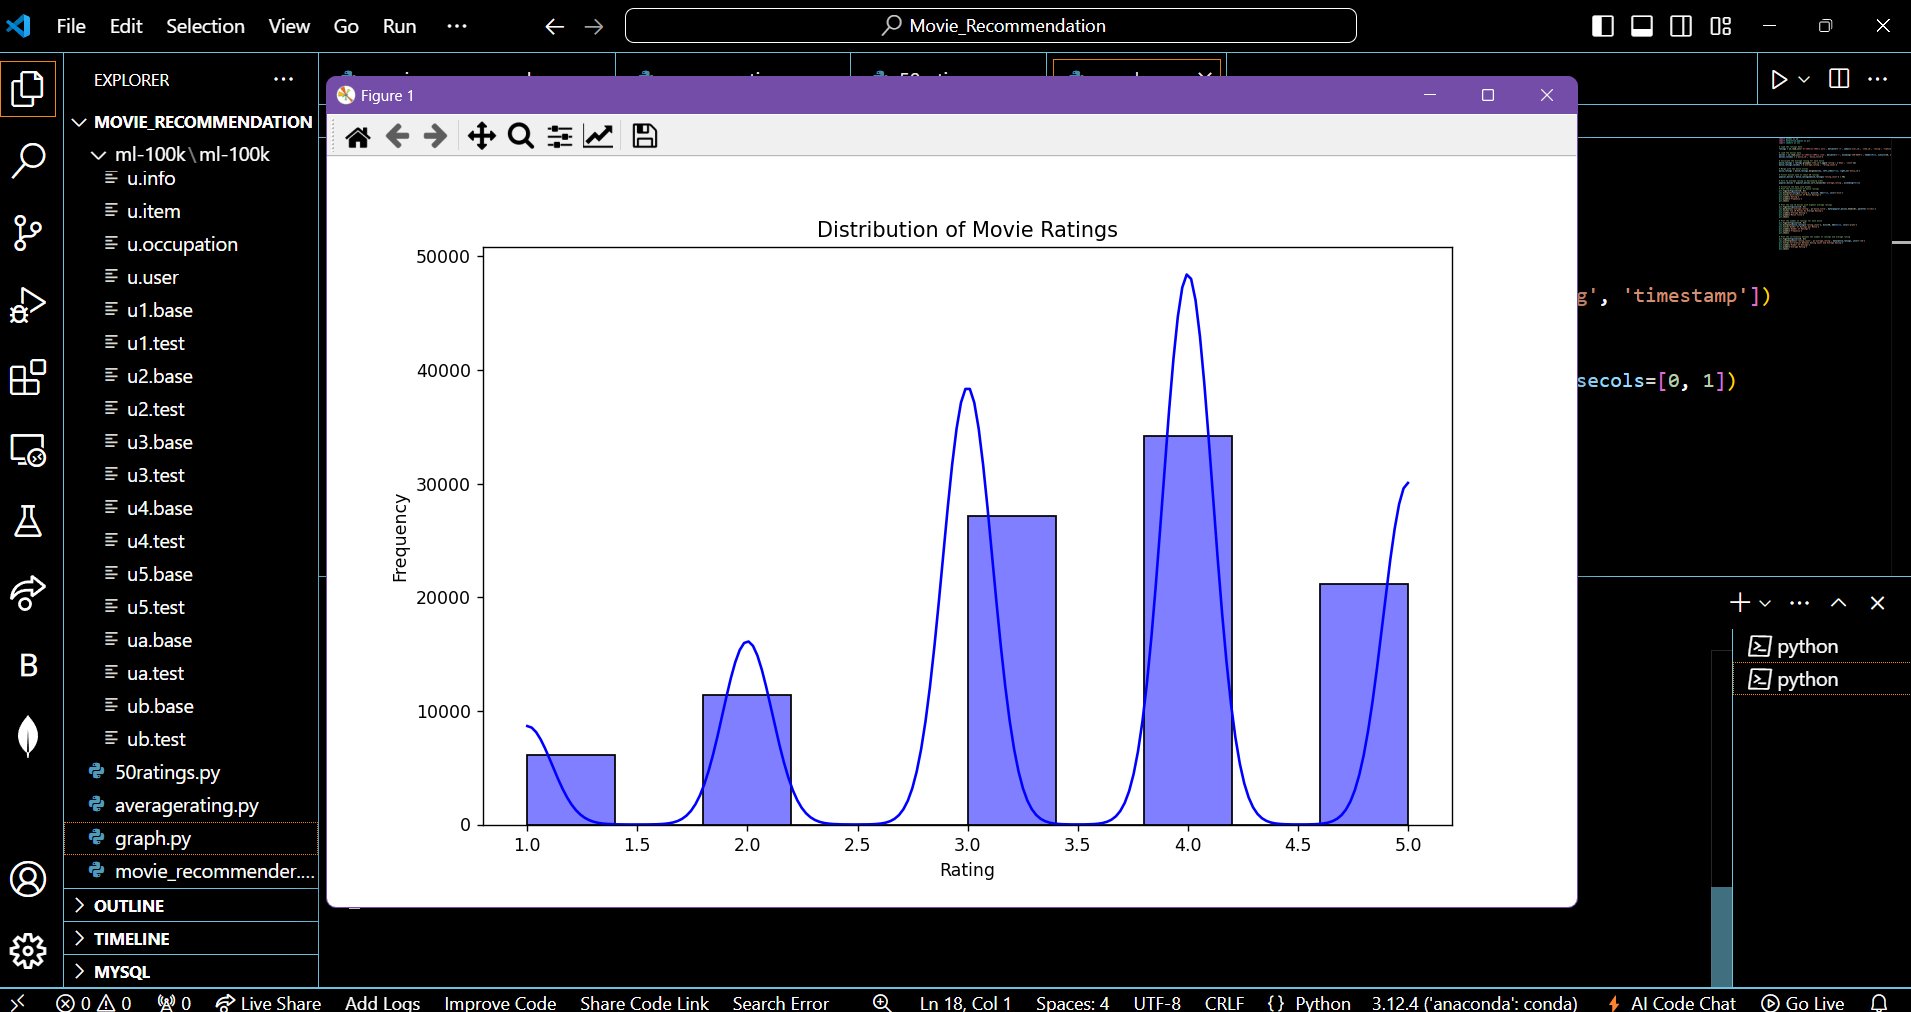 File Edit Selection View Go Run ···
Movie_Recommendation
EXPLORER ···
MOVIE_RECOMMENDATION
ml-100k\ml-100k
u.info
u.item
u.occupation
u.user
u1.base
u1.test
u2.base
u2.test
u3.base
u3.test
u4.base
u4.test
u5.base
u5.test
ua.base
ua.test
ub.base
ub.test
50ratings.py
averagerating.py
graph.py
movie_recommender....
OUTLINE
TIMELINE
MYSQL
Figure 1
Distribution of Movie Ratings
50000
40000
30000
20000
10000
0
Frequency
1.0 1.5 2.0 2.5 3.0 3.5 4.0 4.5 5.0
Rating
g', 'timestamp'])
secols=[0, 1])
python
python
0 0 0 Live Share Add Logs Improve Code Share Code Link Search Error Ln 18, Col 1 Spaces: 4 UTF-8 CRLF {} Python 3.12.4 ('anaconda': conda) AI Code Chat Go Live